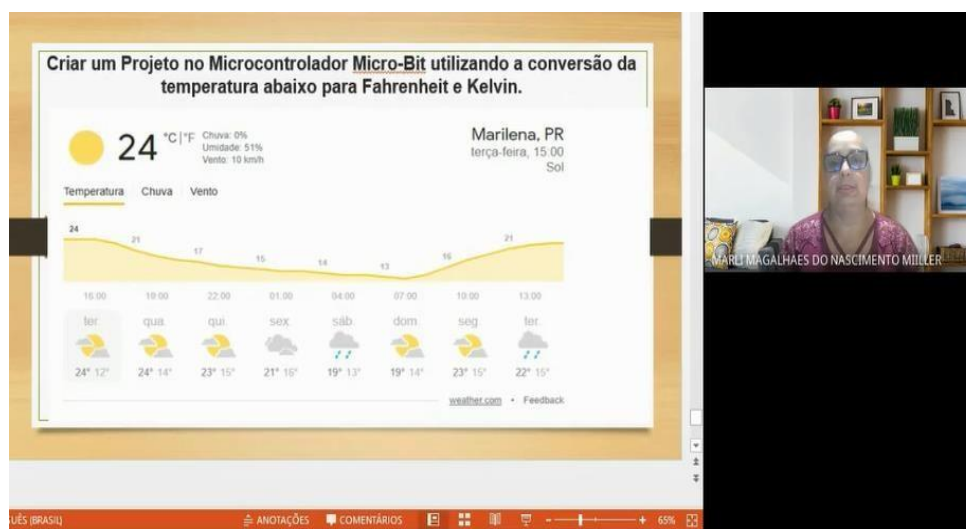 Criar um Projeto no Microcontrolador Micro-Bit utilizando a conversão da
temperatura abaixo para Fahrenheit e Kelvin.
24 °C|°F
Chuva: 0%
Umidade: 51%
Vento: 10 km/h
Marilena, PR
terça-feira, 15:00
Sol
Temperatura Chuva Vento
24 21 17 15 14 13 16 21
16:00 19:00 22:00 01:00 04:00 07:00 10:00 13:00
ter. qua. qui. sex. sáb. dom. seg. ter.
24° 12° 24° 14° 23° 15° 21° 16° 19° 13° 19° 14° 23° 15° 22° 15°
weather.com • Feedback
MARLI MAGALHAES DO NASCIMENTO MIILLER
UÊS (BRASIL) ANOTAÇÕES COMENTÁRIOS 65%